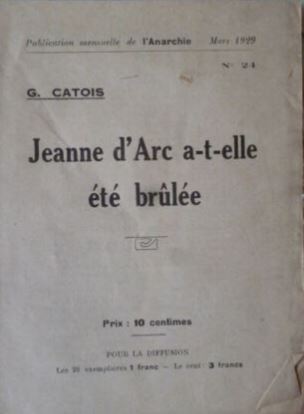 Publication mensuelle de l'Anarchie Mars 1929
N° 24
G. CATOIS
Jeanne d'Arc a-t-elle
été brûlée
Prix : 10 centimes
POUR LA DIFFUSION
Les 20 exemplaires 1 franc — Le cent: 3 francs